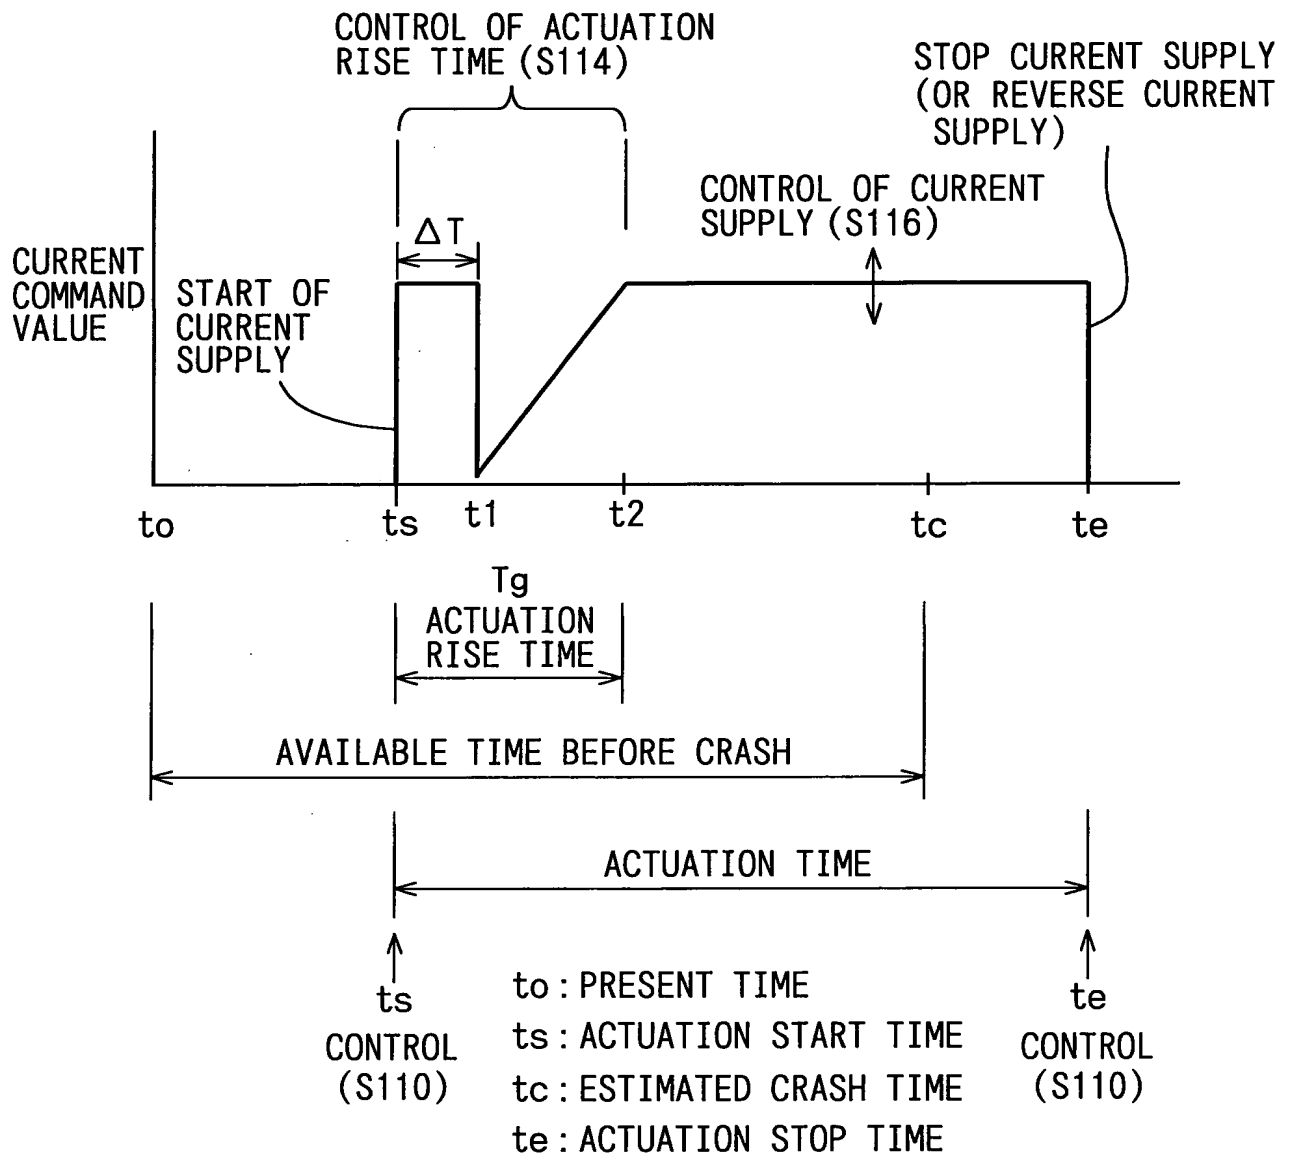 CONTROL OF ACTUATION
RISE TIME (S114)
STOP CURRENT SUPPLY
(OR REVERSE CURRENT
SUPPLY)
CONTROL OF CURRENT
SUPPLY (S116)
ΔT
CURRENT
COMMAND
VALUE
START OF
CURRENT
SUPPLY
to
ts
t1
t2
tc
te
Tg
ACTUATION
RISE TIME
AVAILABLE TIME BEFORE CRASH
ACTUATION TIME
ts
CONTROL
(S110)
to : PRESENT TIME
ts : ACTUATION START TIME
tc : ESTIMATED CRASH TIME
te : ACTUATION STOP TIME
te
CONTROL
(S110)